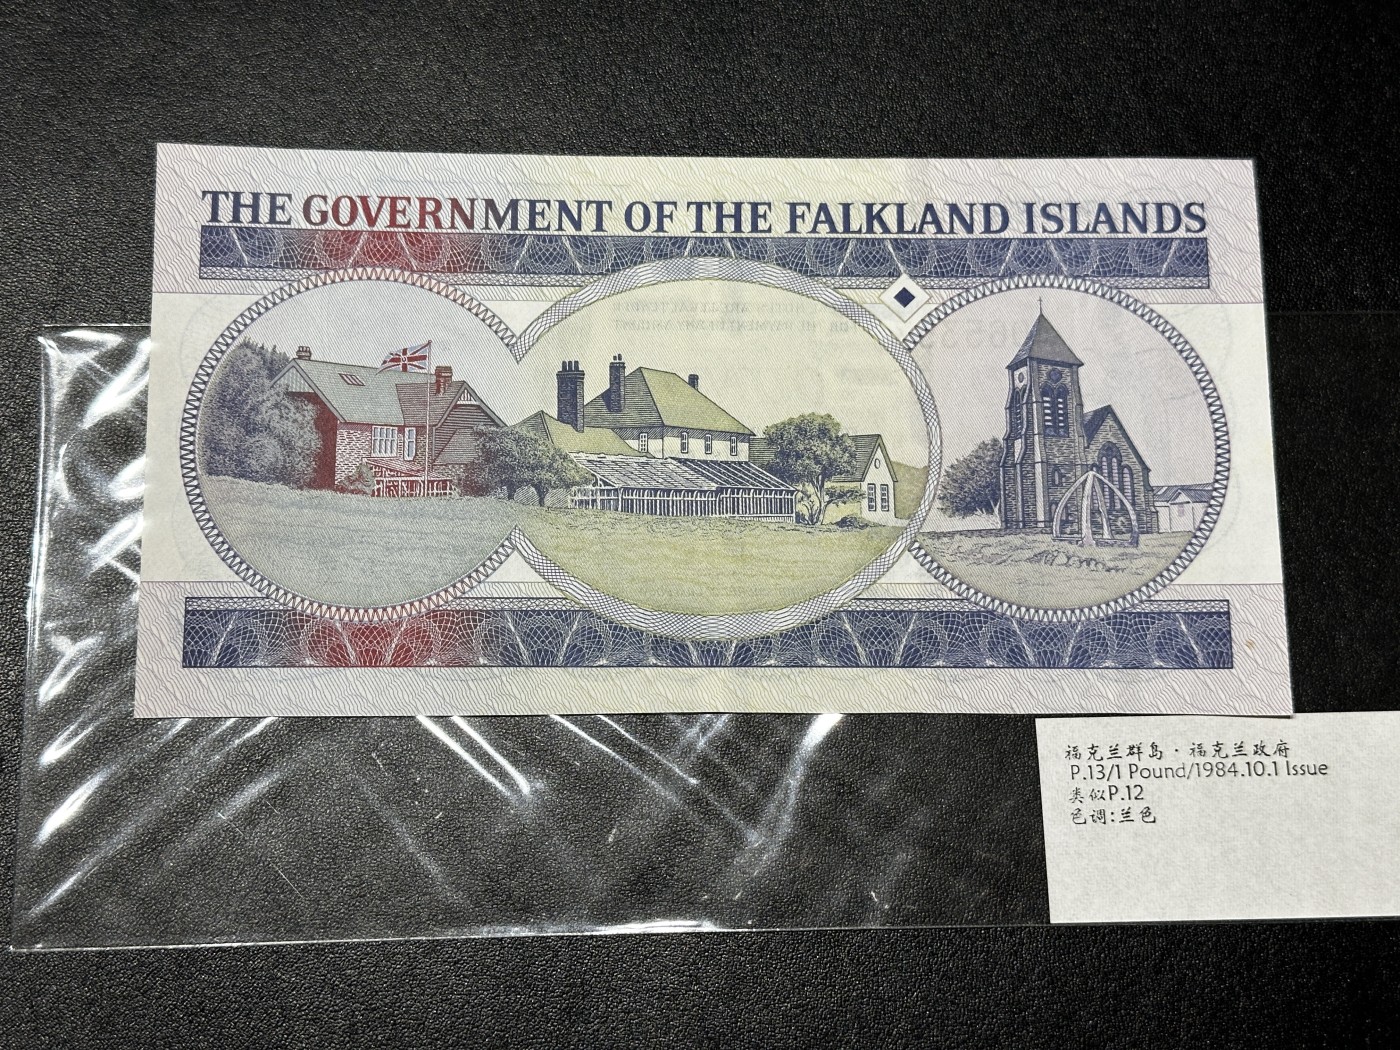 THE GOVERNMENT OF THE FALKLAND ISLANDS
福克兰群岛·福克兰政府
P.13/1 Pound/1984.10.1 Issue
类似P.12
色调:兰色